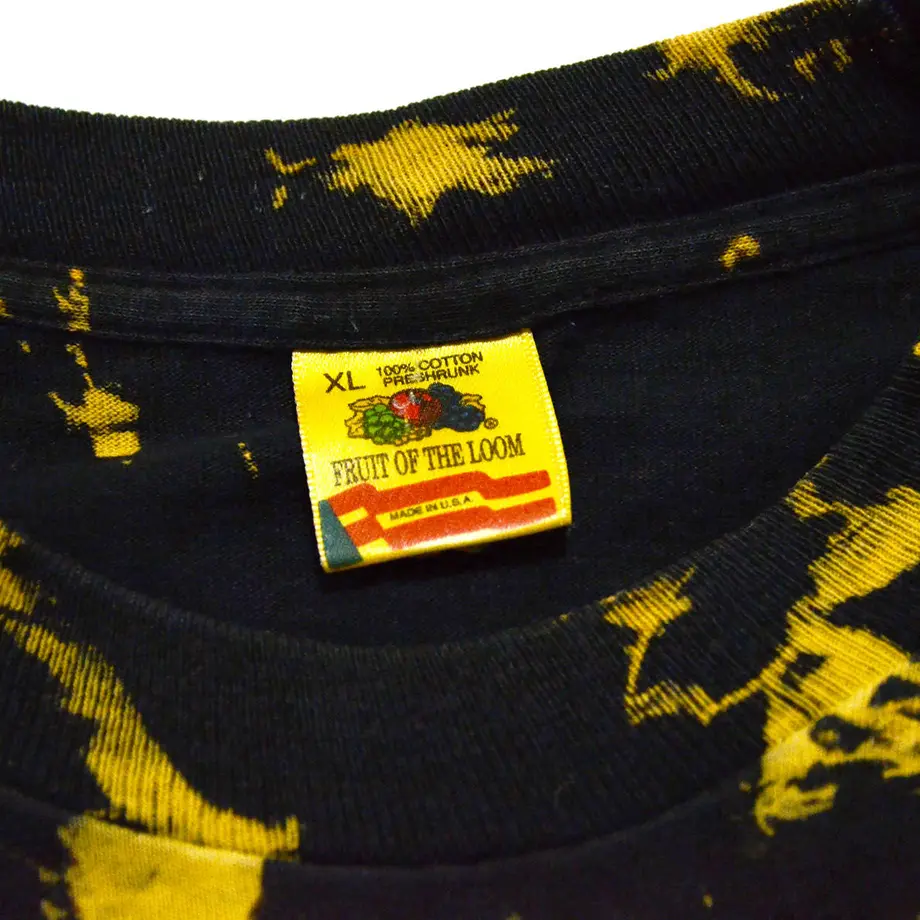 XL
100% COTTON
PRESHRUNK
®
FRUIT OF THE LOOM
MADE IN U.S.A.